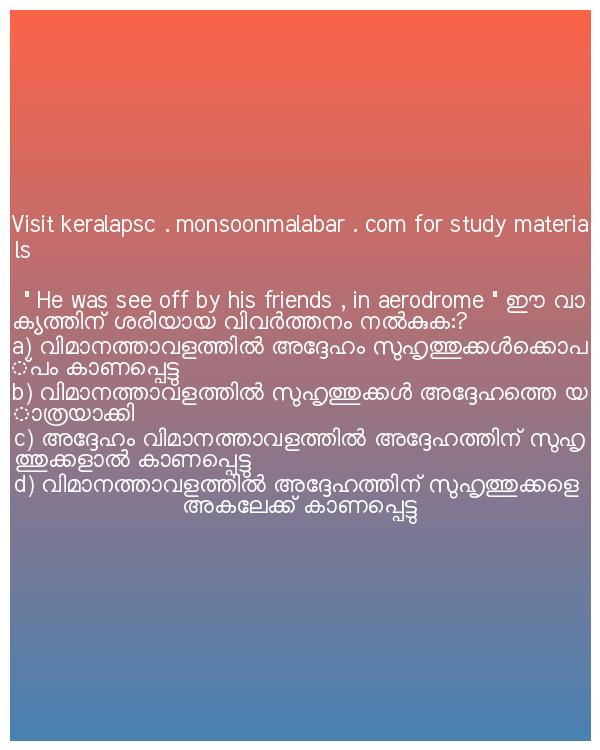 Visit keralapsc . monsoonmalabar . com for study materia
ls
" He was see off by his friends , in aerodrome " ഈ വാ
ക്യത്തിന് ശരിയായ വിവർത്തനം നൽകുക:?
a) വിമാനത്താവളത്തിൽ അദ്ദേഹം സുഹൃത്തുക്കൾക്കൊപ
്പം കാണപ്പെട്ടു
b) വിമാനത്താവളത്തിൽ സുഹൃത്തുക്കൾ അദ്ദേഹത്തെ യ
ാത്രയാക്കി
c) അദ്ദേഹം വിമാനത്താവളത്തിൽ അദ്ദേഹത്തിന് സുഹൃ
ത്തുക്കളാൽ കാണപ്പെട്ടു
d) വിമാനത്താവളത്തിൽ അദ്ദേഹത്തിന് സുഹൃത്തുക്കളെ
അകലേക്ക് കാണപ്പെട്ടു